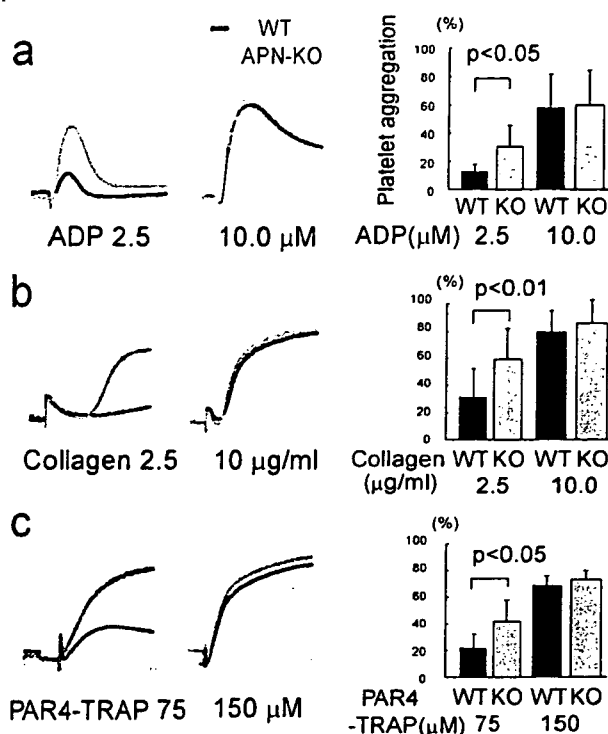 WT
APN-KO
a
ADP 2.5
10.0 μM
Platelet aggregation
(%)
100
80
60
40
20
0
p<0.05
WT KO WT KO
ADP(μM) 2.5 10.0
b
Collagen 2.5
10 μg/ml
(%)
100
80
60
40
20
0
p<0.01
Collagen WT KO WT KO
(μg/ml) 2.5 10.0
c
PAR4-TRAP 75
150 μM
(%)
100
80
60
40
20
0
p<0.05
PAR4 WT KO WT KO
-TRAP(μM) 75 150